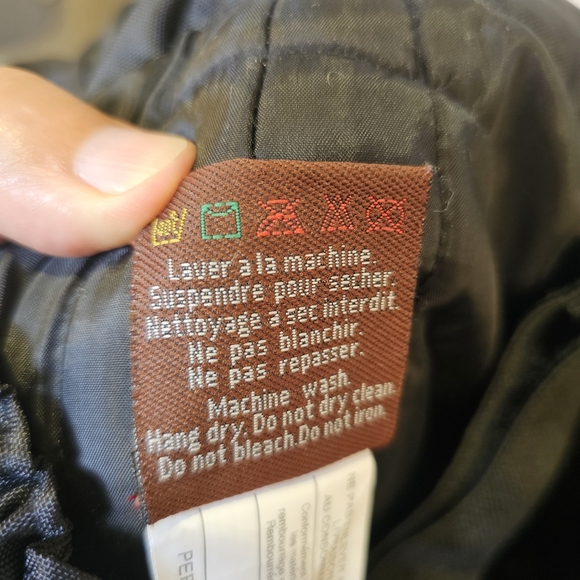 Laver a la machine
Suspendre pour secher.
Nettoyage a sec interdit
Ne pas blanchir.
Ne pas repasser.
Machine wash.
Hang dry. Do not dry clean.
Do not bleach. Do not iron.
PER